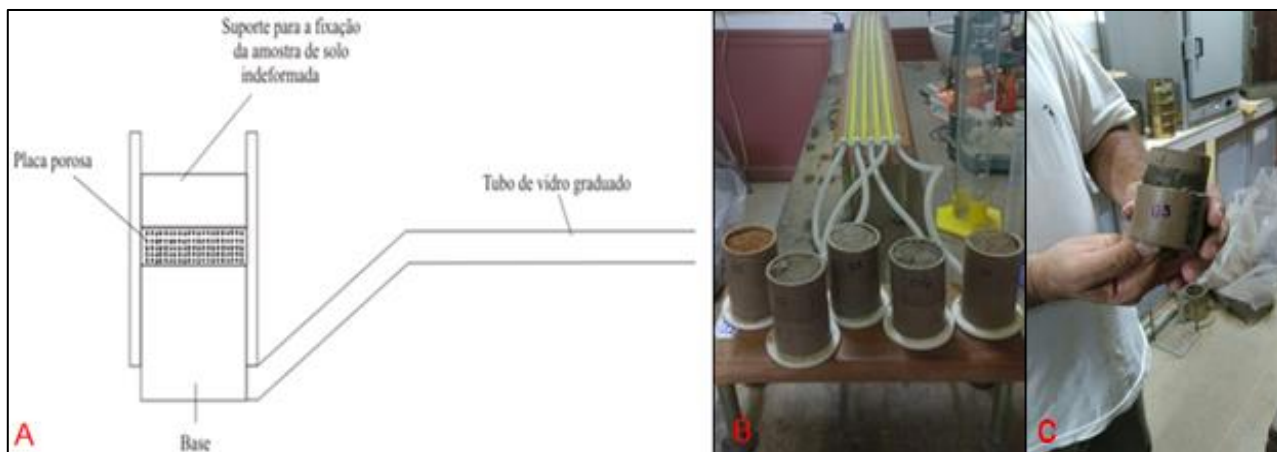 Suporte para a fixação
da amostra de solo
indeformada
Placa porosa
Tubo de vidro graduado
Base
A
B
C